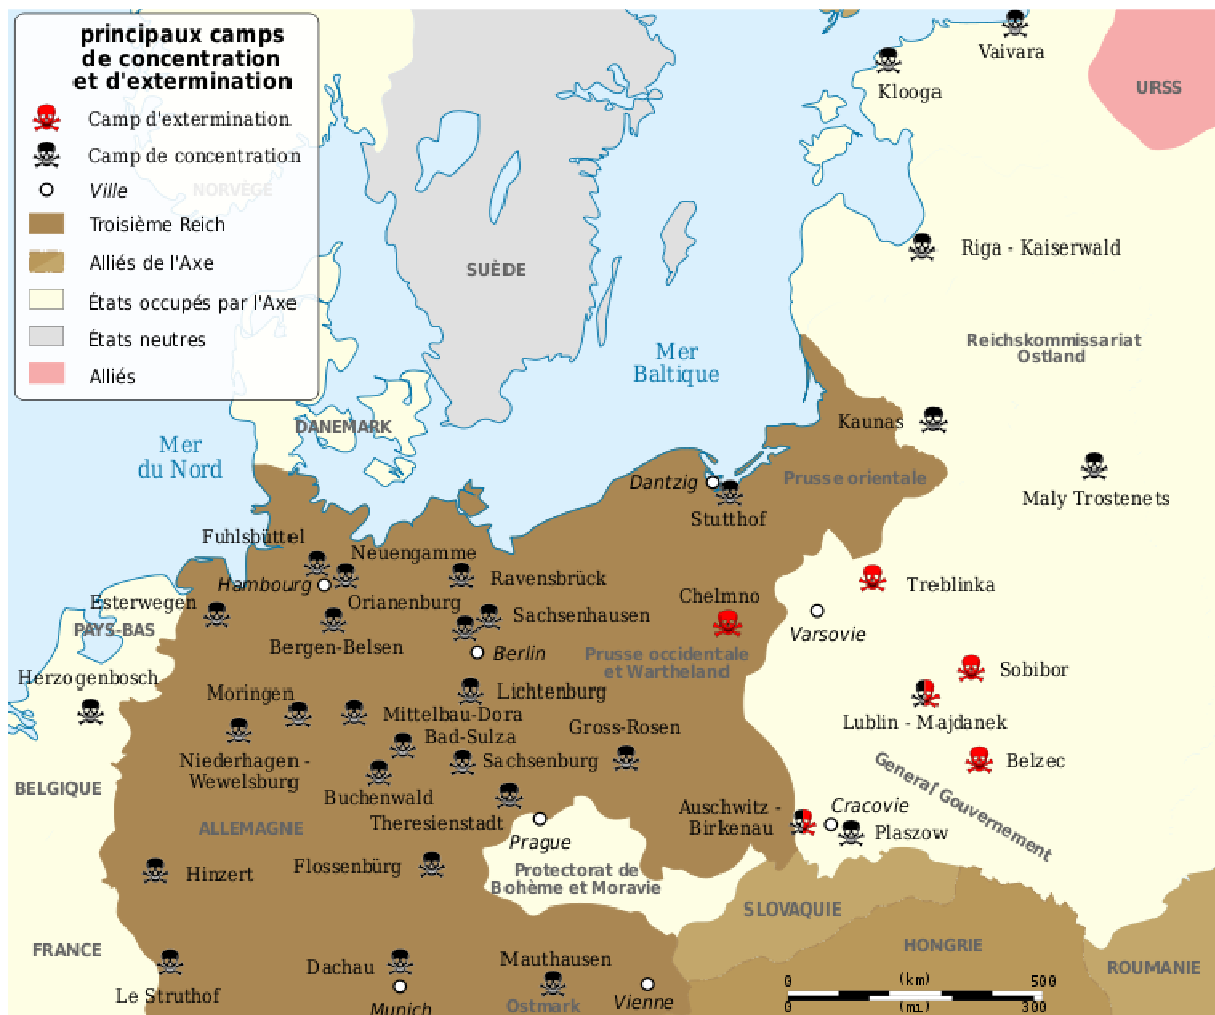 principaux camps
de concentration
et d'extermination
Camp d'extermination
Camp de concentration
Ville
Troisième Reich
Alliés de l'Axe
États occupés par l'Axe
États neutres
Alliés
NORVÈGE
SUÈDE
DANEMARK
Mer
du Nord
Mer
Baltique
Vaivara
Klooga
URSS
Riga - Kaiserwald
Reichskommissariat
Ostland
Kaunas
Maly Trostenets
Prusse orientale
Dantzig
Stutthof
Fuhlsbüttel
Neuengamme
Hambourg
Ravensbrück
Esterwegen
Orianenburg
Sachsenhausen
PAYS-BAS
Bergen-Belsen
Berlin
Chelmno
Treblinka
Varsovie
Prusse occidentale
et Wartheland
Sobibor
Herzogenbosch
Moringen
Lichtenburg
Mittelbau-Dora
Lublin - Majdanek
Bad-Sulza
Gross-Rosen
Niederhagen -
Wewelsburg
Sachsenburg
Belzec
BELGIQUE
Buchenwald
General Gouvernement
ALLEMAGNE
Theresienstadt
Prague
Auschwitz -
Birkenau
Cracovie
Plaszow
Hinzert
Flossenbürg
Protectorat de
Bohème et Moravie
SLOVAQUIE
FRANCE
HONGRIE
ROUMANIE
Le Struthof
Dachau
Munich
Mauthausen
Ostmark
Vienne
0 (km) 500
0 (mi) 300